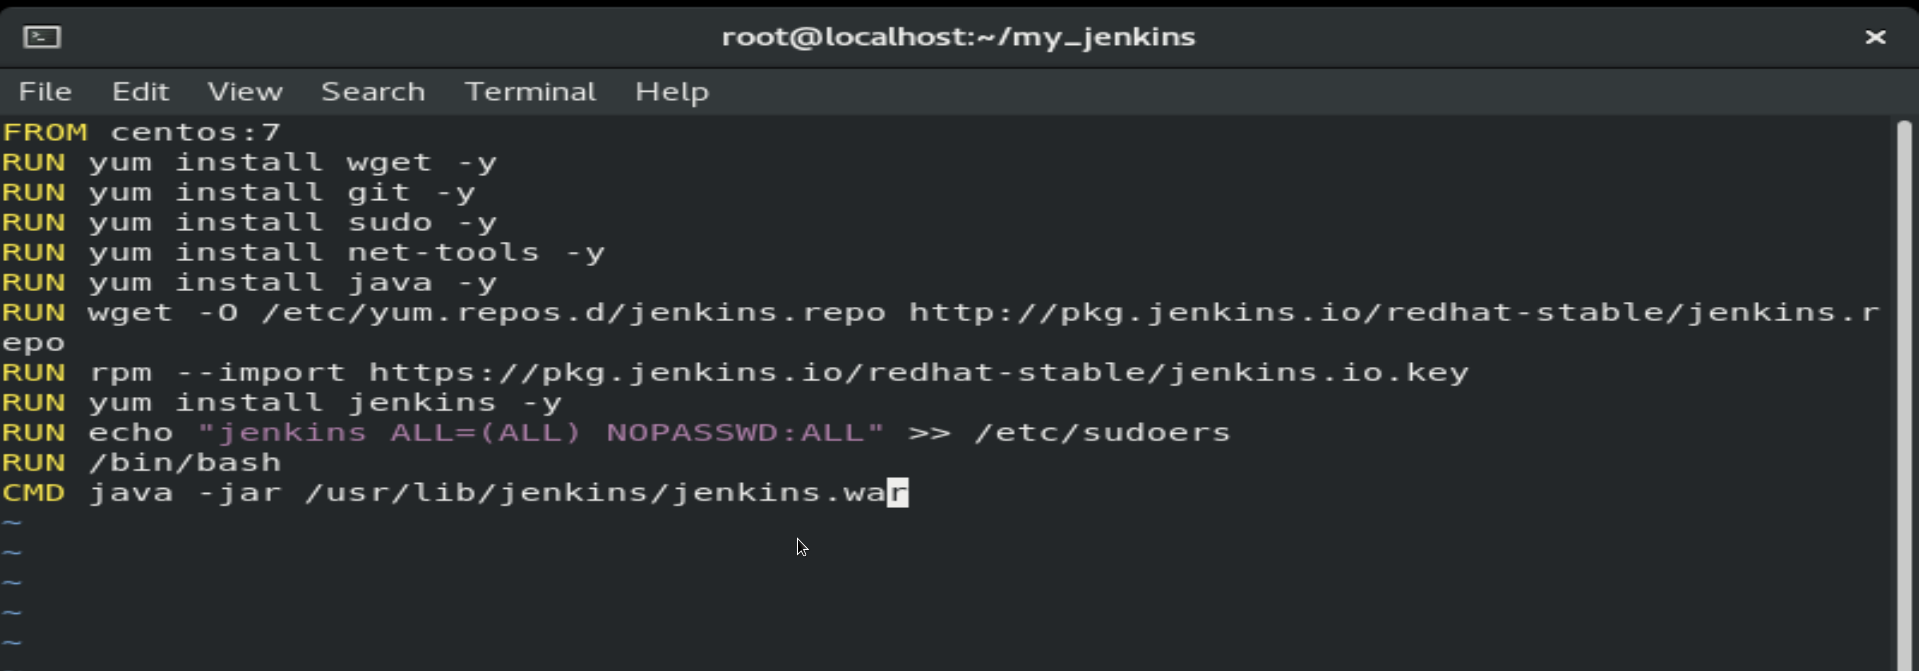 root@localhost:~/my_jenkins
×
File Edit View Search Terminal Help
FROM centos:7
RUN yum install wget -y
RUN yum install git -y
RUN yum install sudo -y
RUN yum install net-tools -y
RUN yum install java -y
RUN wget -O /etc/yum.repos.d/jenkins.repo http://pkg.jenkins.io/redhat-stable/jenkins.r
epo
RUN rpm --import https://pkg.jenkins.io/redhat-stable/jenkins.io.key
RUN yum install jenkins -y
RUN echo "jenkins ALL=(ALL) NOPASSWD:ALL" >> /etc/sudoers
RUN /bin/bash
CMD java -jar /usr/lib/jenkins/jenkins.war
~
~
~
~
~